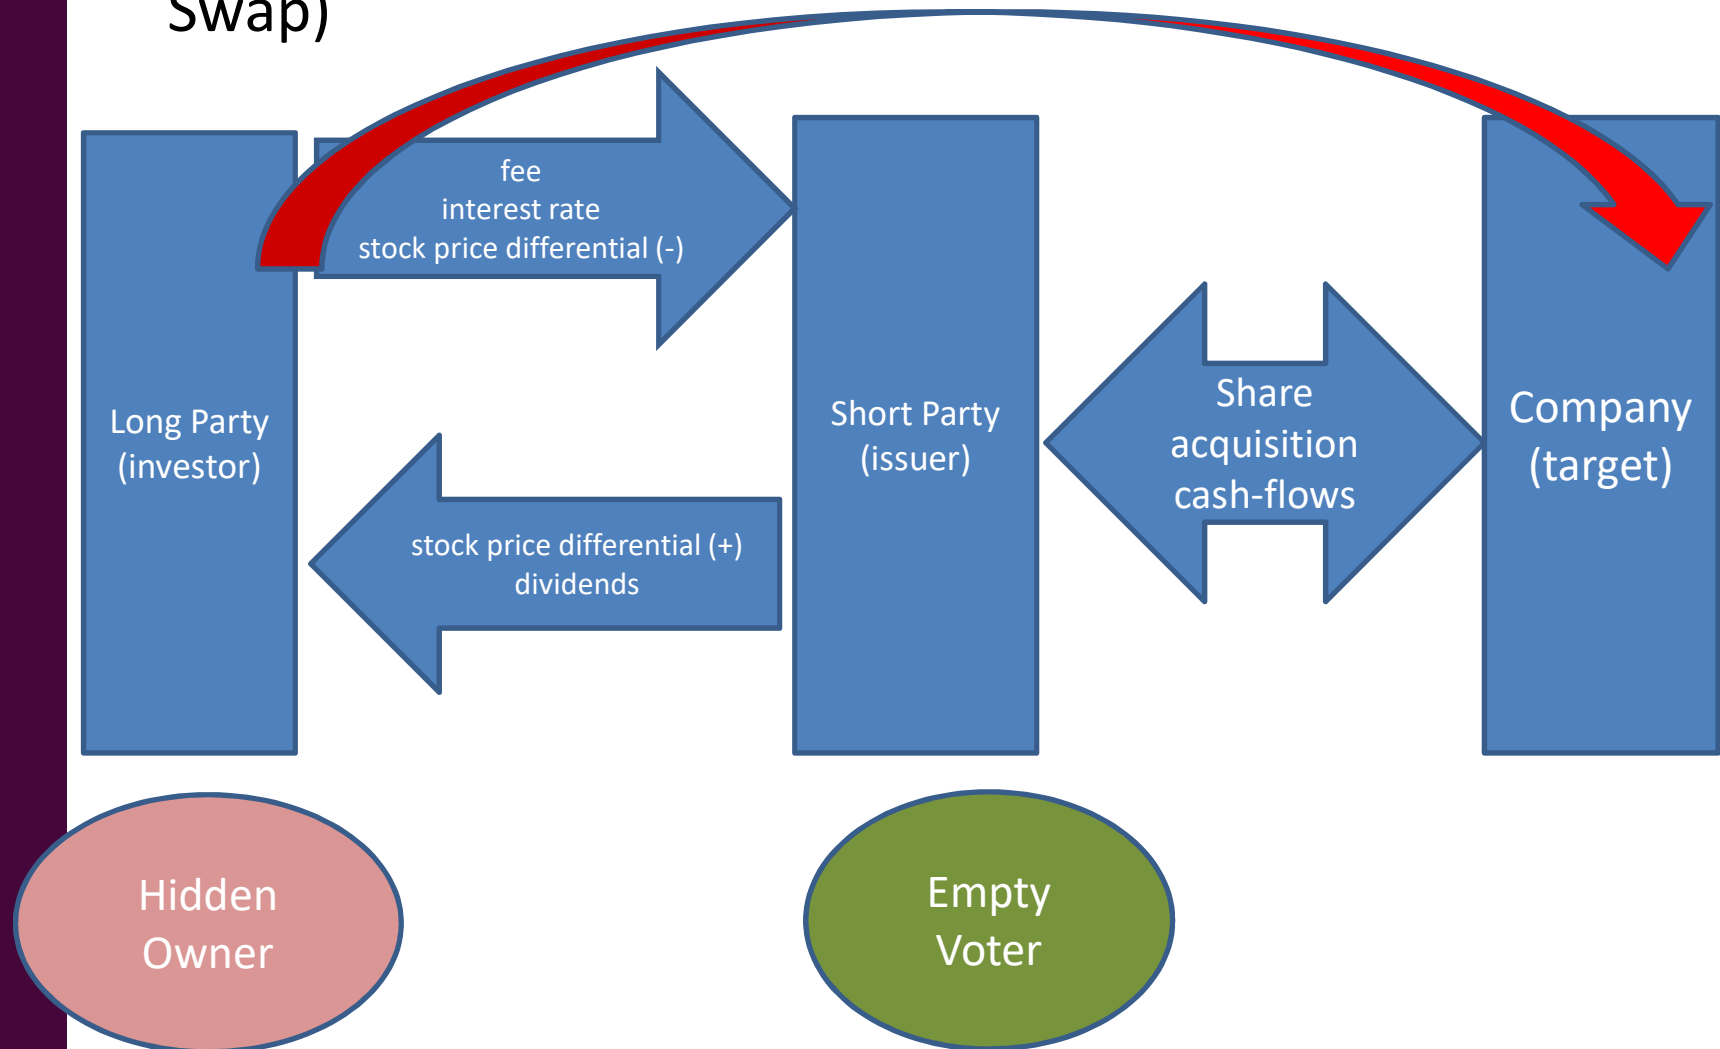 Swap)
fee
interest rate
stock price differential (-)
Long Party
(investor)
Short Party
(issuer)
Share
acquisition
cash-flows
Company
(target)
stock price differential (+)
dividends
Hidden
Owner
Empty
Voter